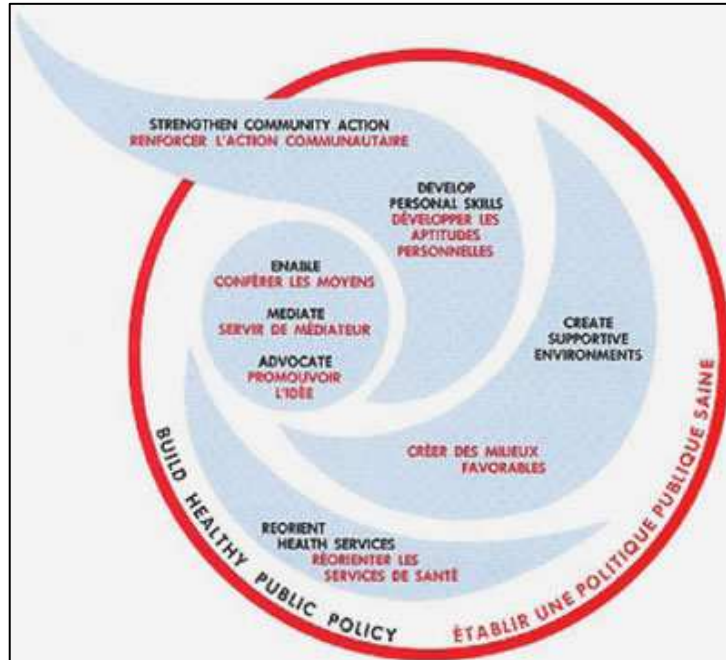 STRENGTHEN COMMUNITY ACTION
RENFORCER L'ACTION COMMUNAUTAIRE
DEVELOP
PERSONAL SKILLS
DÉVELOPPER LES
APTITUDES
PERSONNELLES
ENABLE
CONFÉRER LES MOYENS
MEDIATE
SERVIR DE MÉDIATEUR
ADVOCATE
PROMOUVOIR
L'IDÈE
CREATE
SUPPORTIVE
ENVIRONMENTS
CRÉER DES MILIEUX
FAVORABLES
REORIENT
HEALTH SERVICES
RÉORIENTER LES
SERVICES DE SANTÉ
BUILD HEALTHY PUBLIC POLICY
ÉTABLIR UNE POLITIQUE PUBLIQUE SAINE